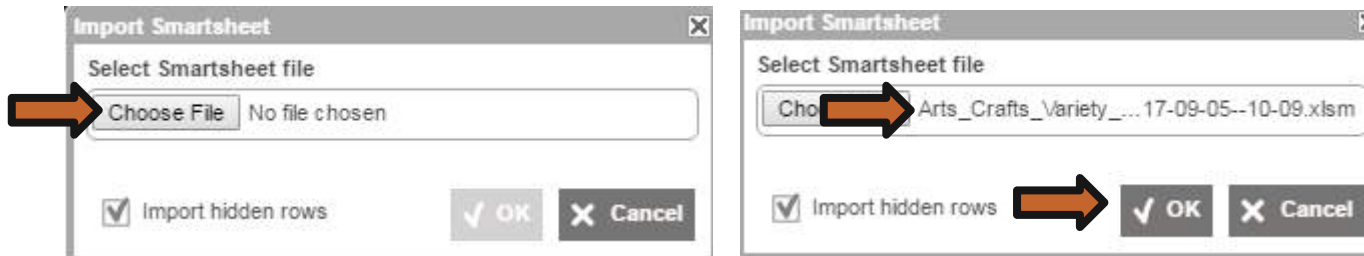 Import Smartsheet
Select Smartsheet file
Choose File No file chosen
Import hidden rows
OK
Cancel
Import Smartsheet
Select Smartsheet file
Arts_Crafts_Variety_...17-09-05--10-09.xlsm
Import hidden rows
OK
Cancel